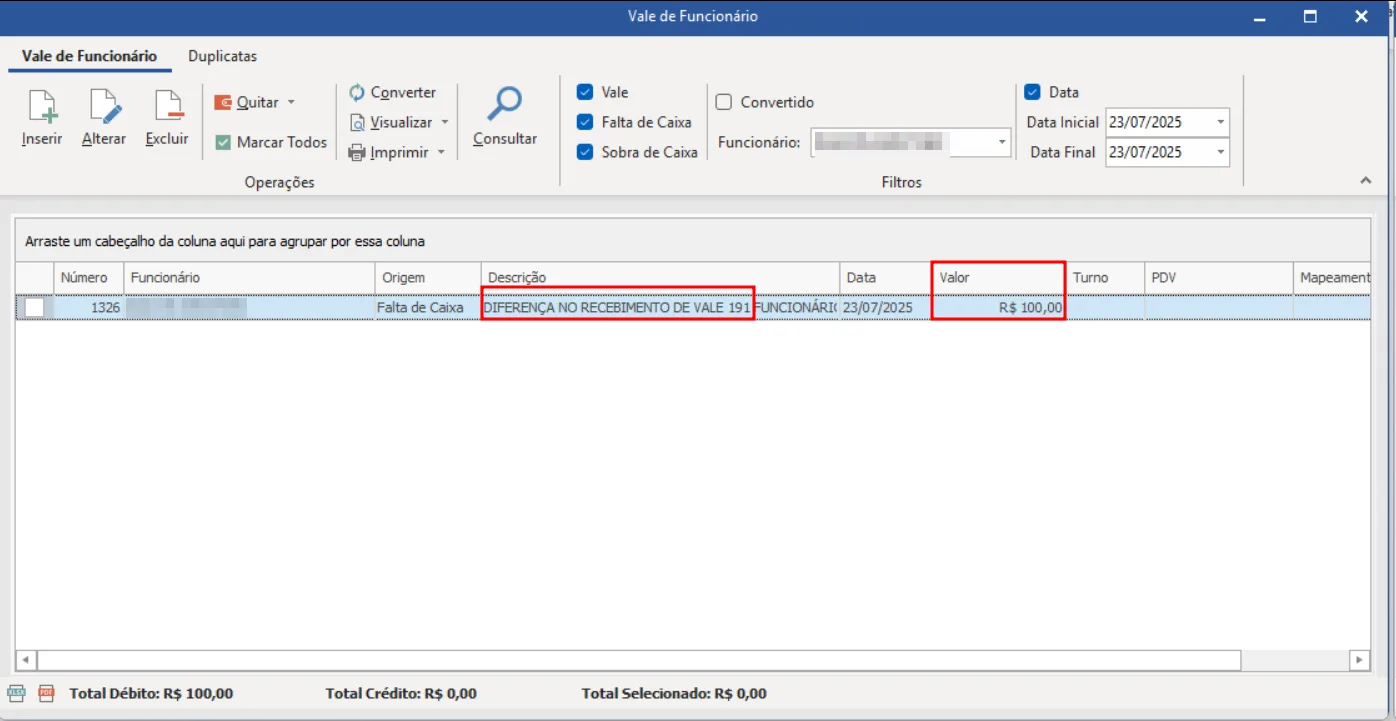 Vale de Funcionário
Vale de Funcionário Duplicatas
Inserir Alterar Excluir
Quitar
Marcar Todos
Converter
Visualizar
Imprimir
Consultar
Operações
Vale
Falta de Caixa
Sobra de Caixa
Convertido
Funcionário:
Data
Data Inicial 23/07/2025
Data Final 23/07/2025
Filtros
Arraste um cabeçalho da coluna aqui para agrupar por essa coluna
Número Funcionário Origem Descrição Data Valor Turno PDV Mapeament
1326 Falta de Caixa DIFERENÇA NO RECEBIMENTO DE VALE 191 FUNCIONÁRI 23/07/2025 R$ 100,00
XLSX PDF Total Débito: R$ 100,00 Total Crédito: R$ 0,00 Total Selecionado: R$ 0,00